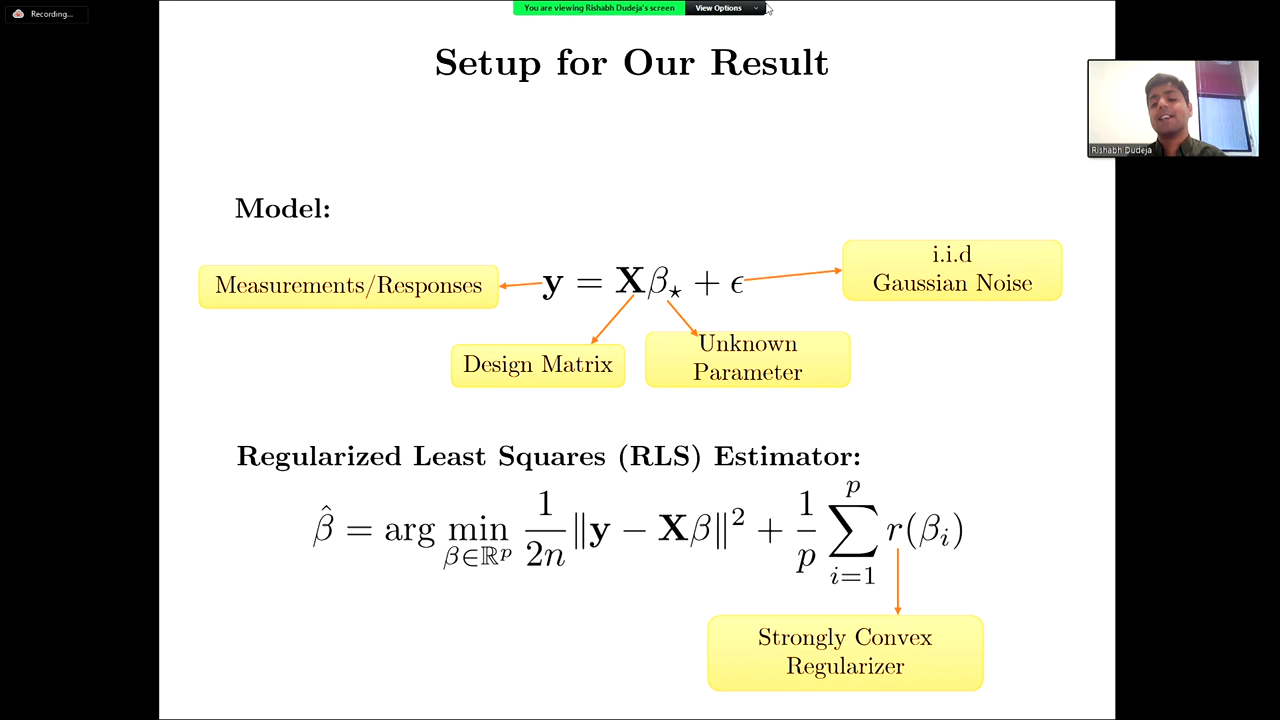 Recording...
You are viewing Rishabh Dudeja's screen
View Options
Setup for Our Result
Rishabh Dudeja
Model:
i.i.d
Gaussian Noise
Measurements/Responses
y = Xβ⋆ + ϵ
Design Matrix
Unknown
Parameter
Regularized Least Squares (RLS) Estimator:
β̂ = arg min_{β∈ℝ^p} 1/(2n) ‖y − Xβ‖² + 1/p ∑_{i=1}^{p} r(β_i)
Strongly Convex
Regularizer